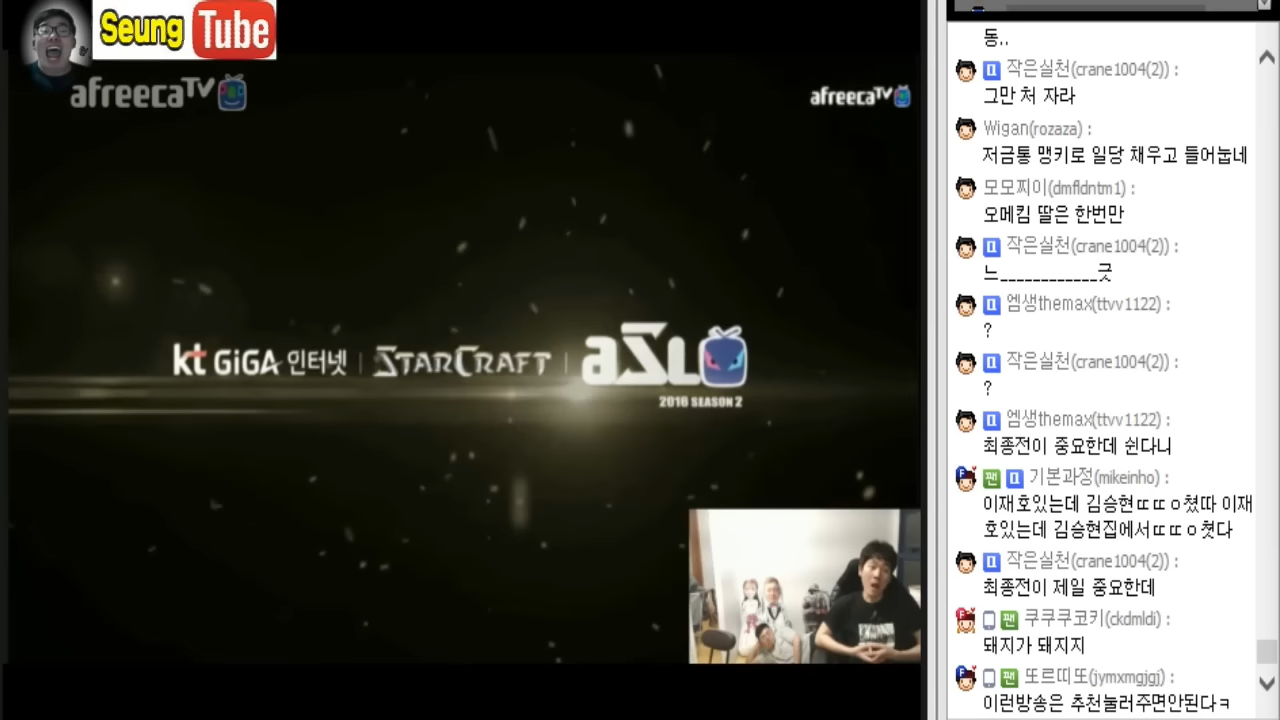 Seung Tube
afreecaTV
afreecaTV
kt GiGA 인터넷 | STARCRAFT | aSL
2016 SEASON 2
동..
작은실천(crane1004(2)) :
그만 처 자라
Wigan(rozaza) :
저금통 맹키로 일당 채우고 들어눕네
모모찌이(dmfldntm1) :
오메킴 딸은 한번만
작은실천(crane1004(2)) :
느____________긋
엠생themax(ttvv1122) :
?
작은실천(crane1004(2)) :
?
엠생themax(ttvv1122) :
최종전이 중요한데 쉰다니
팬 기본과정(mikeinho) :
이재호있는데 김승현ㄸㄸㅇ쳤따 이재
호있는데 김승현집에서ㄸㄸㅇ쳣다
작은실천(crane1004(2)) :
최종전이 제일 중요한데
팬 쿠쿠쿠코키(ckdmldi) :
돼지가 돼지지
팬 또르띠또(jymxmgjgj) :
이런방송은 추천눌러주면안된다ㅋ